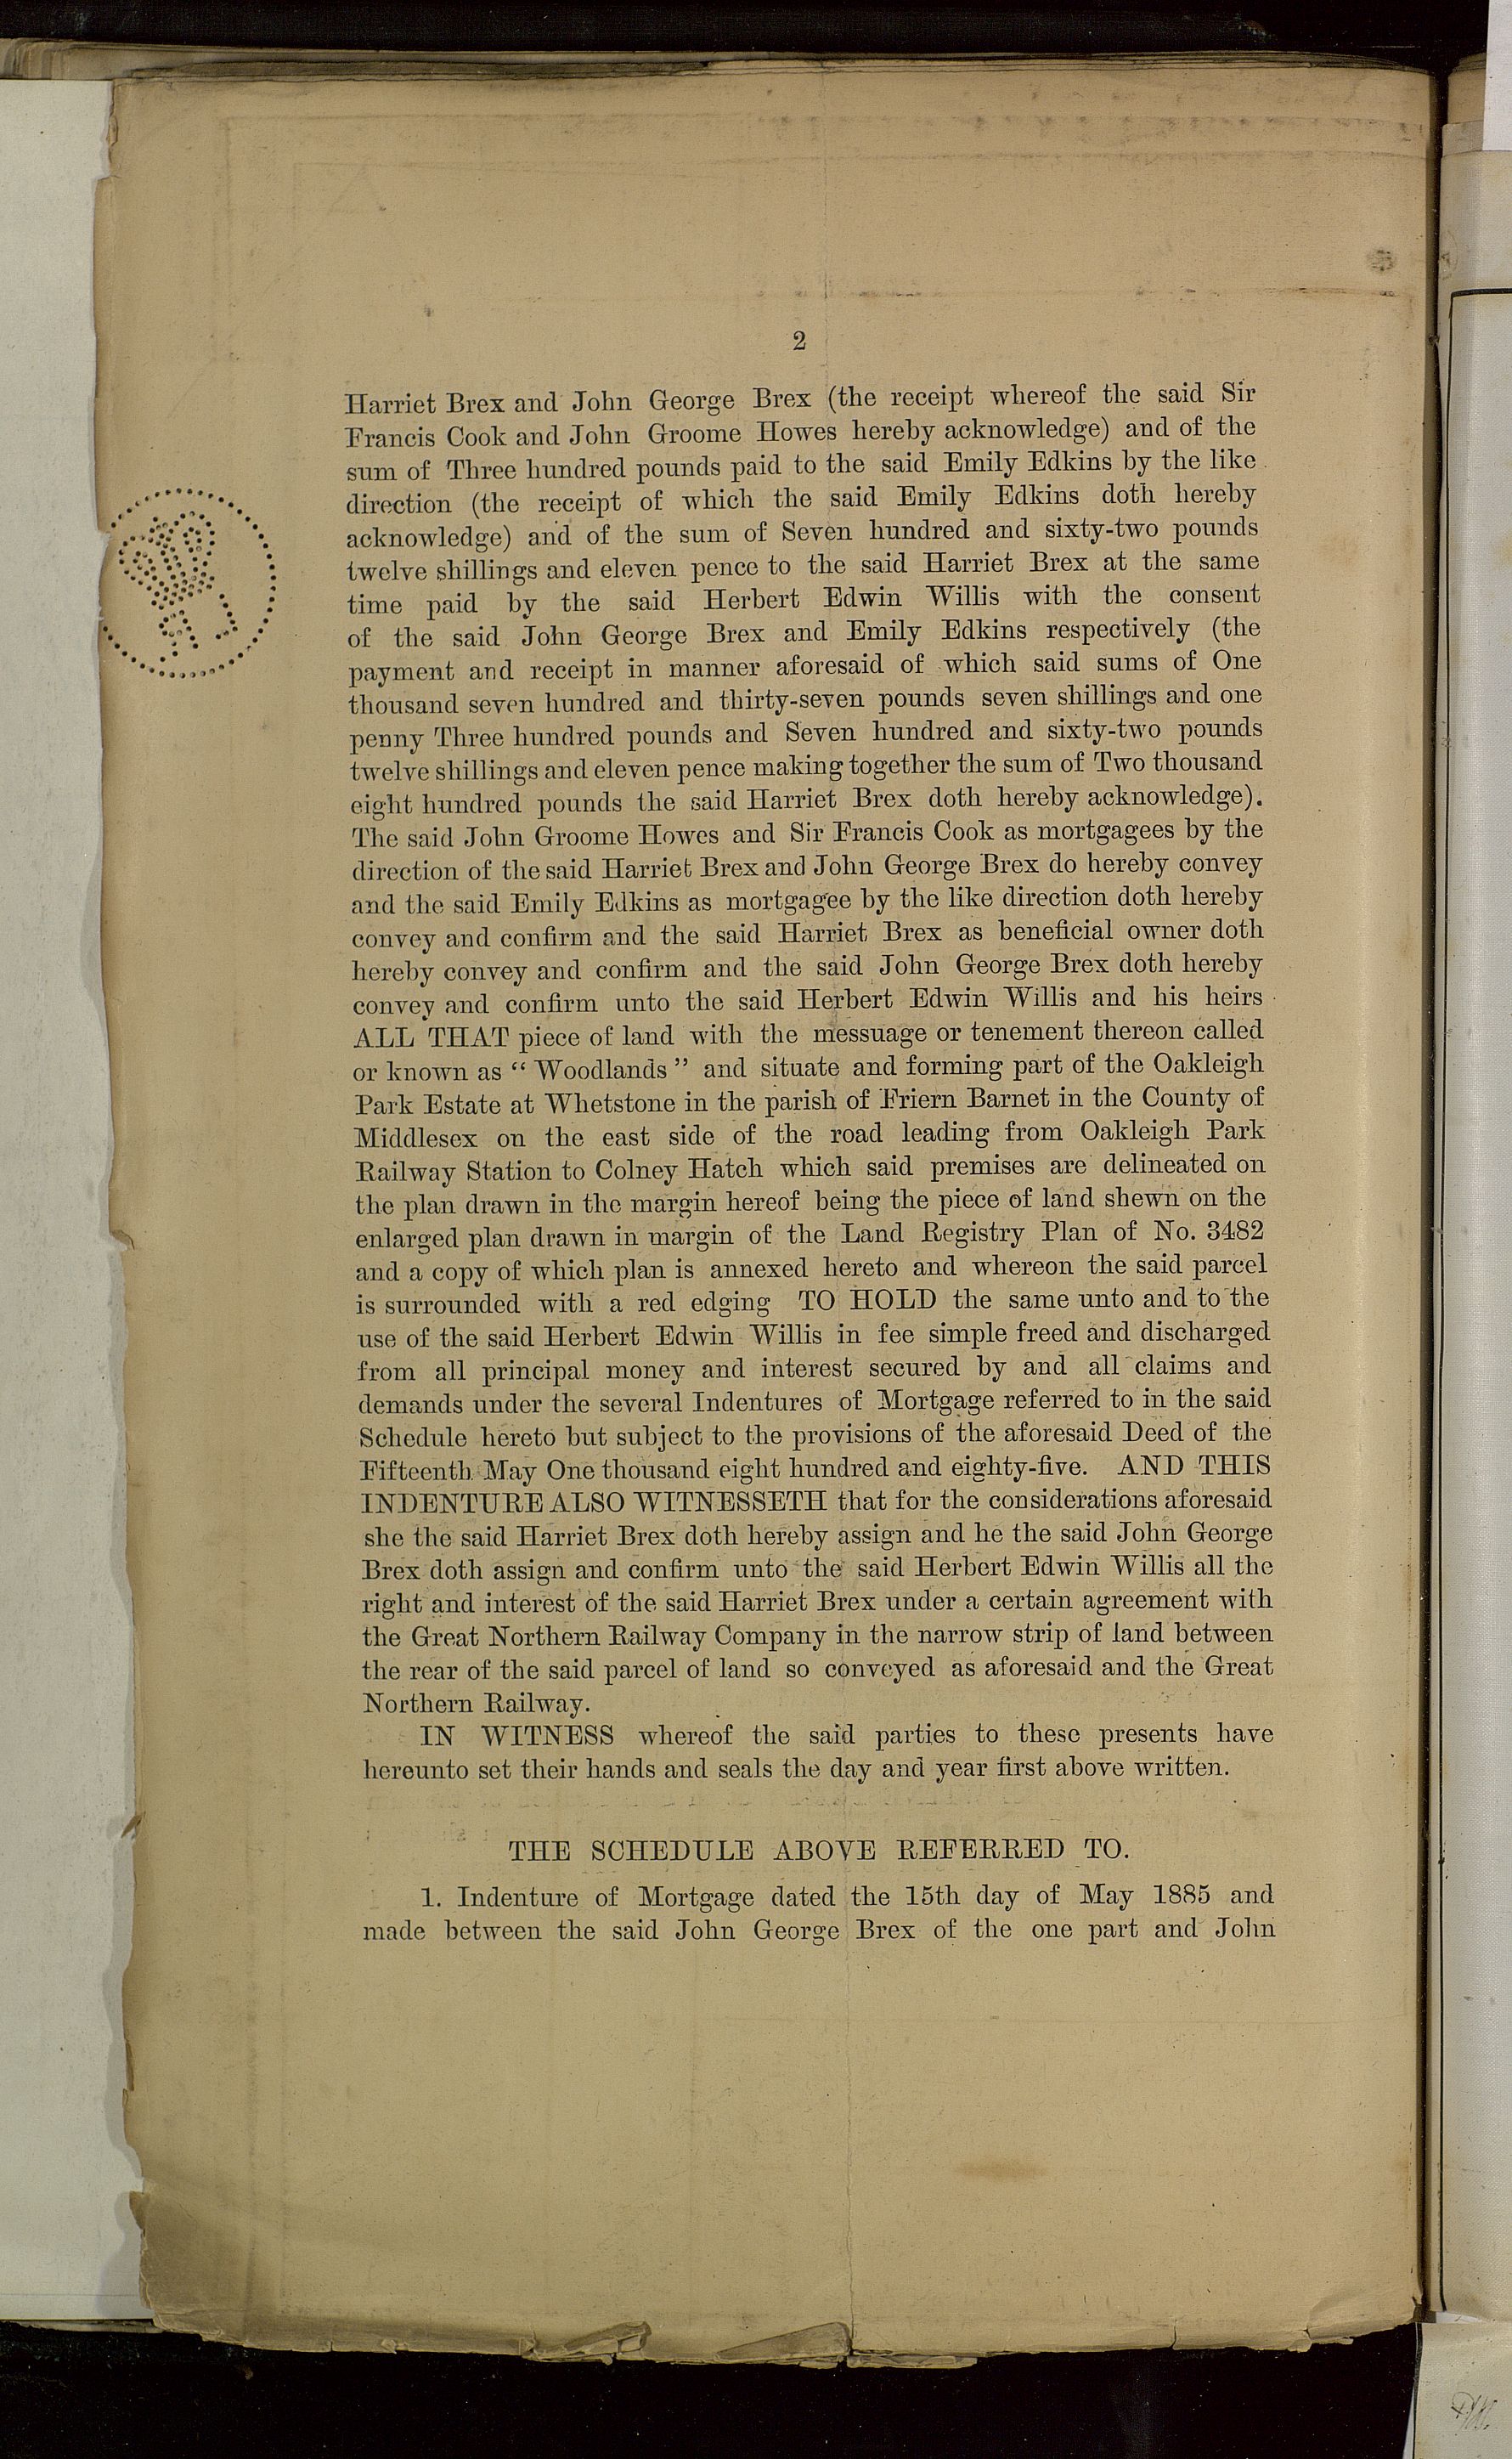 2
Harriet Brex and John George Brex (the receipt whereof the said Sir
Francis Cook and John Groome Howes hereby acknowledge) and of the
sum of Three hundred pounds paid to the said Emily Edkins by the like
direction (the receipt of which the said Emily Edkins doth hereby
acknowledge) and of the sum of Seven hundred and sixty-two pounds
twelve shillings and eleven pence to the said Harriet Brex at the same
time paid by the said Herbert Edwin Willis with the consent
of the said John George Brex and Emily Edkins respectively (the
payment and receipt in manner aforesaid of which said sums of One
thousand seven hundred and thirty-seven pounds seven shillings and one
penny Three hundred pounds and Seven hundred and sixty-two pounds
twelve shillings and eleven pence making together the sum of Two thousand
eight hundred pounds the said Harriet Brex doth hereby acknowledge).
The said John Groome Howes and Sir Francis Cook as mortgagees by the
direction of the said Harriet Brex and John George Brex do hereby convey
and the said Emily Edkins as mortgagee by the like direction doth hereby
convey and confirm and the said Harriet Brex as beneficial owner doth
hereby convey and confirm and the said John George Brex doth hereby
convey and confirm unto the said Herbert Edwin Willis and his heirs
ALL THAT piece of land with the messuage or tenement thereon called
or known as “ Woodlands ” and situate and forming part of the Oakleigh
Park Estate at Whetstone in the parish of Friern Barnet in the County of
Middlesex on the east side of the road leading from Oakleigh Park
Railway Station to Colney Hatch which said premises are delineated on
the plan drawn in the margin hereof being the piece of land shewn on the
enlarged plan drawn in margin of the Land Registry Plan of No. 3482
and a copy of which plan is annexed hereto and whereon the said parcel
is surrounded with a red edging TO HOLD the same unto and to the
use of the said Herbert Edwin Willis in fee simple freed and discharged
from all principal money and interest secured by and all claims and
demands under the several Indentures of Mortgage referred to in the said
Schedule hereto but subject to the provisions of the aforesaid Deed of the
Fifteenth May One thousand eight hundred and eighty-five. AND THIS
INDENTURE ALSO WITNESSETH that for the considerations aforesaid
she the said Harriet Brex doth hereby assign and he the said John George
Brex doth assign and confirm unto the said Herbert Edwin Willis all the
right and interest of the said Harriet Brex under a certain agreement with
the Great Northern Railway Company in the narrow strip of land between
the rear of the said parcel of land so conveyed as aforesaid and the Great
Northern Railway.
IN WITNESS whereof the said parties to these presents have
hereunto set their hands and seals the day and year first above written.
THE SCHEDULE ABOVE REFERRED TO.
1. Indenture of Mortgage dated the 15th day of May 1885 and
made between the said John George Brex of the one part and John